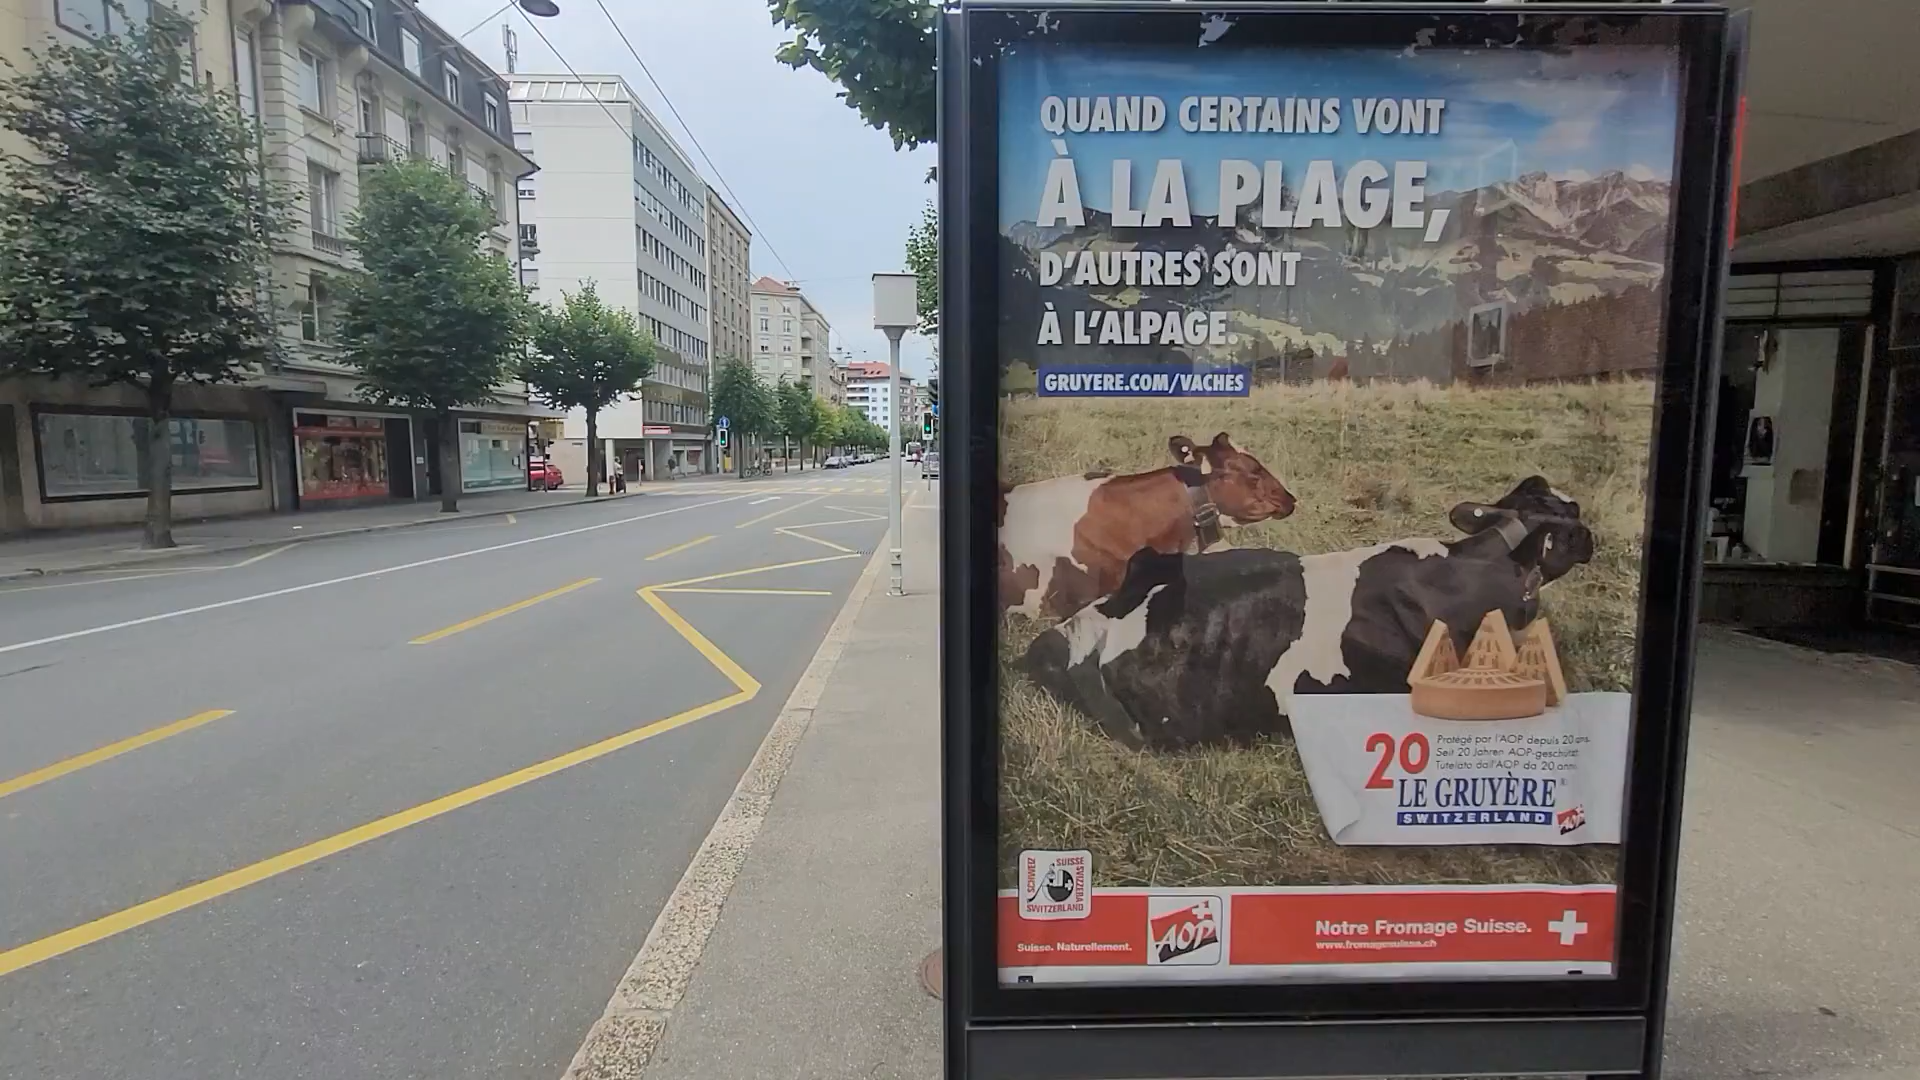 QUAND CERTAINS VONT
À LA PLAGE,
D'AUTRES SONT
À L'ALPAGE.
GRUYERE.COM/VACHES
20
Protégé par l'AOP depuis 20 ans.
Seit 20 Jahren AOP-geschützt.
Tutelato dall'AOP da 20 anni.
LE GRUYÈRE®
SWITZERLAND
AOP
SCHWEIZ
SUISSE
SVIZZERA
SWITZERLAND
Suisse. Naturellement.
AOP
Notre Fromage Suisse.
www.fromagesuisse.ch